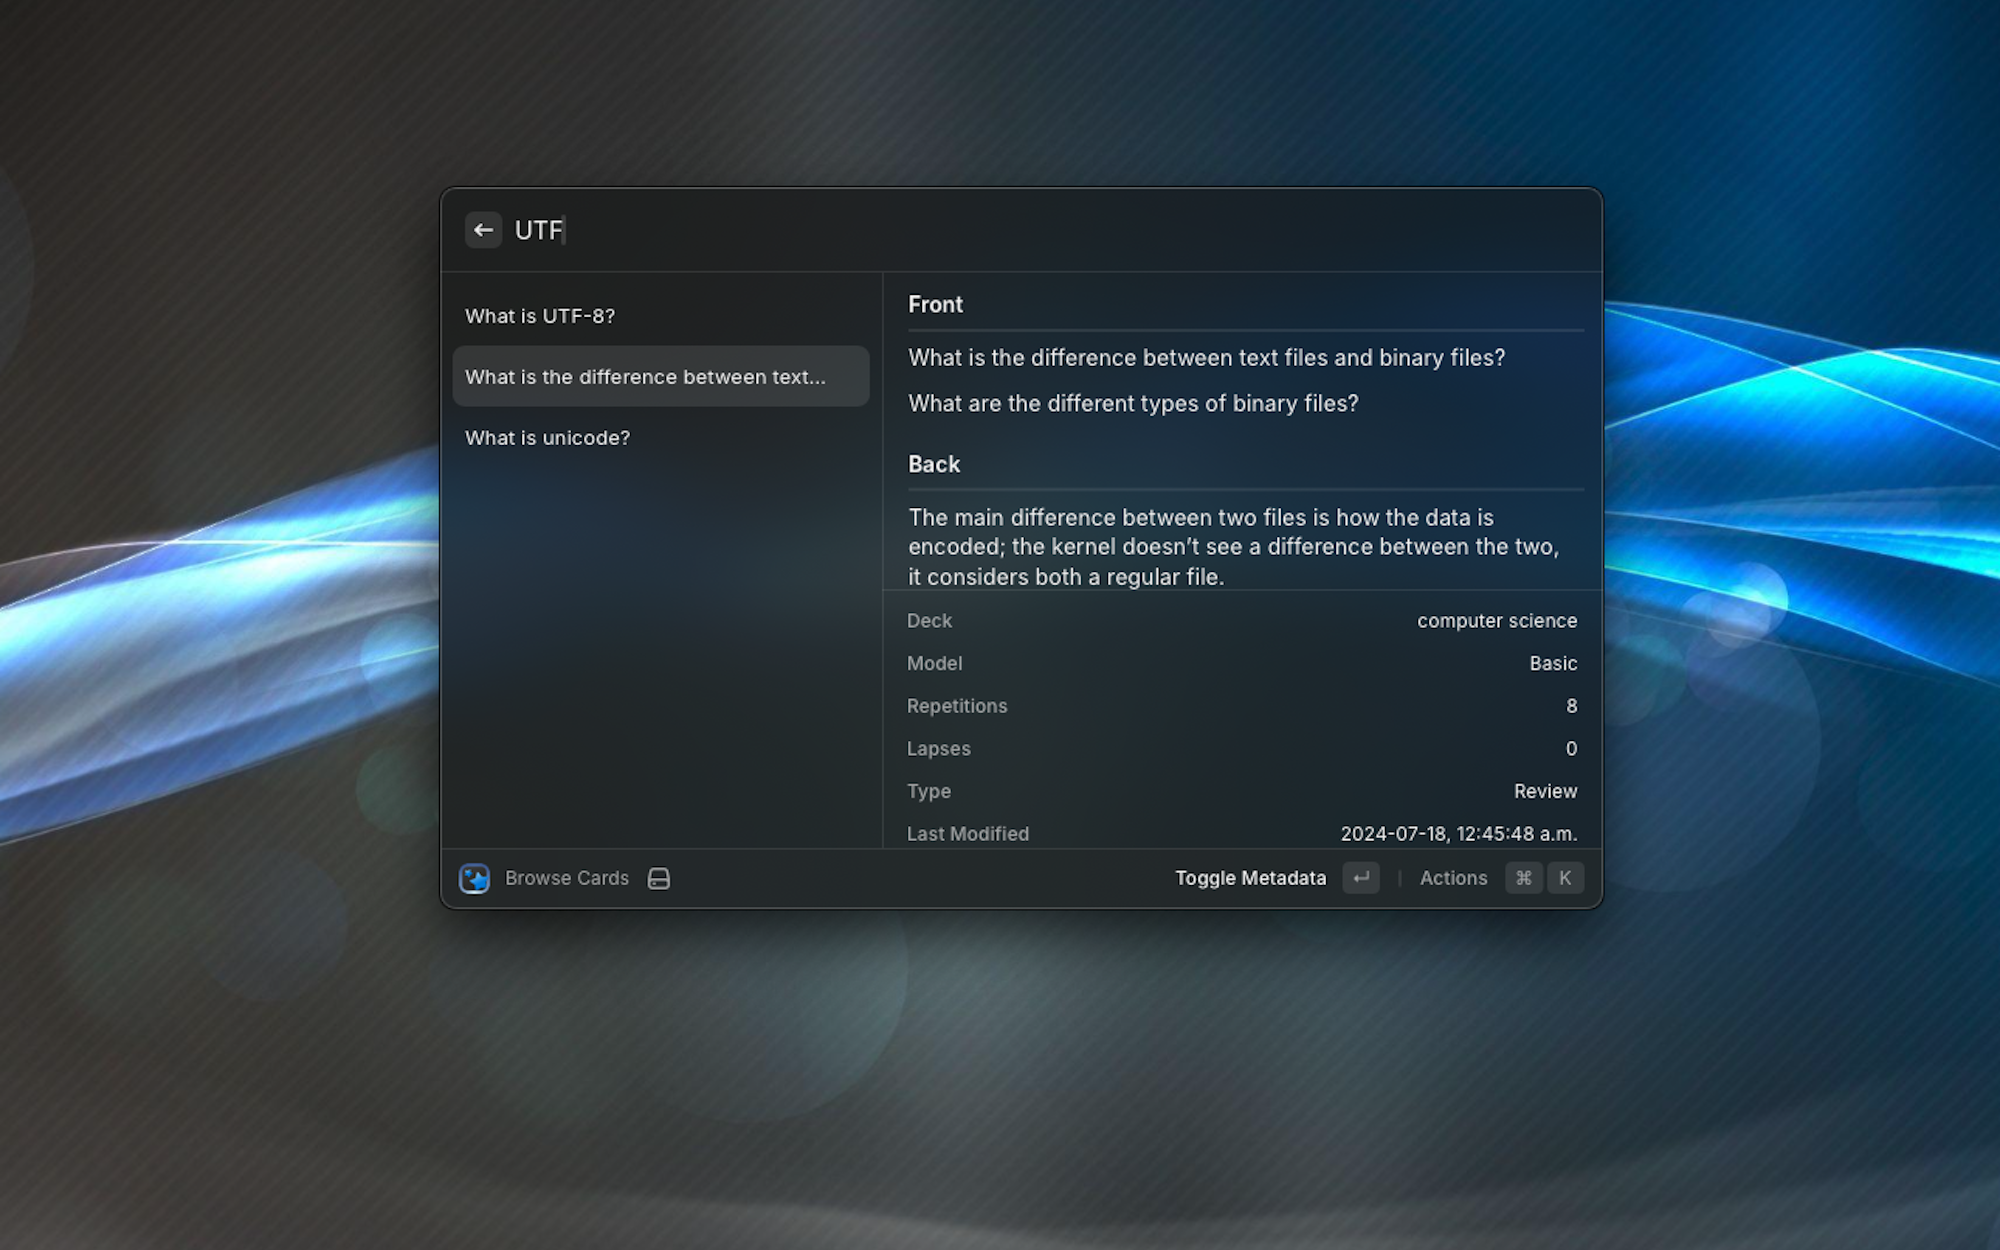 UTF
What is UTF-8?
What is the difference between text...
What is unicode?
Front
What is the difference between text files and binary files?
What are the different types of binary files?
Back
The main difference between two files is how the data is
encoded; the kernel doesn’t see a difference between the two,
it considers both a regular file.
Deck computer science
Model Basic
Repetitions 8
Lapses 0
Type Review
Last Modified 2024-07-18, 12:45:48 a.m.
Browse Cards Toggle Metadata ↵ | Actions ⌘ K